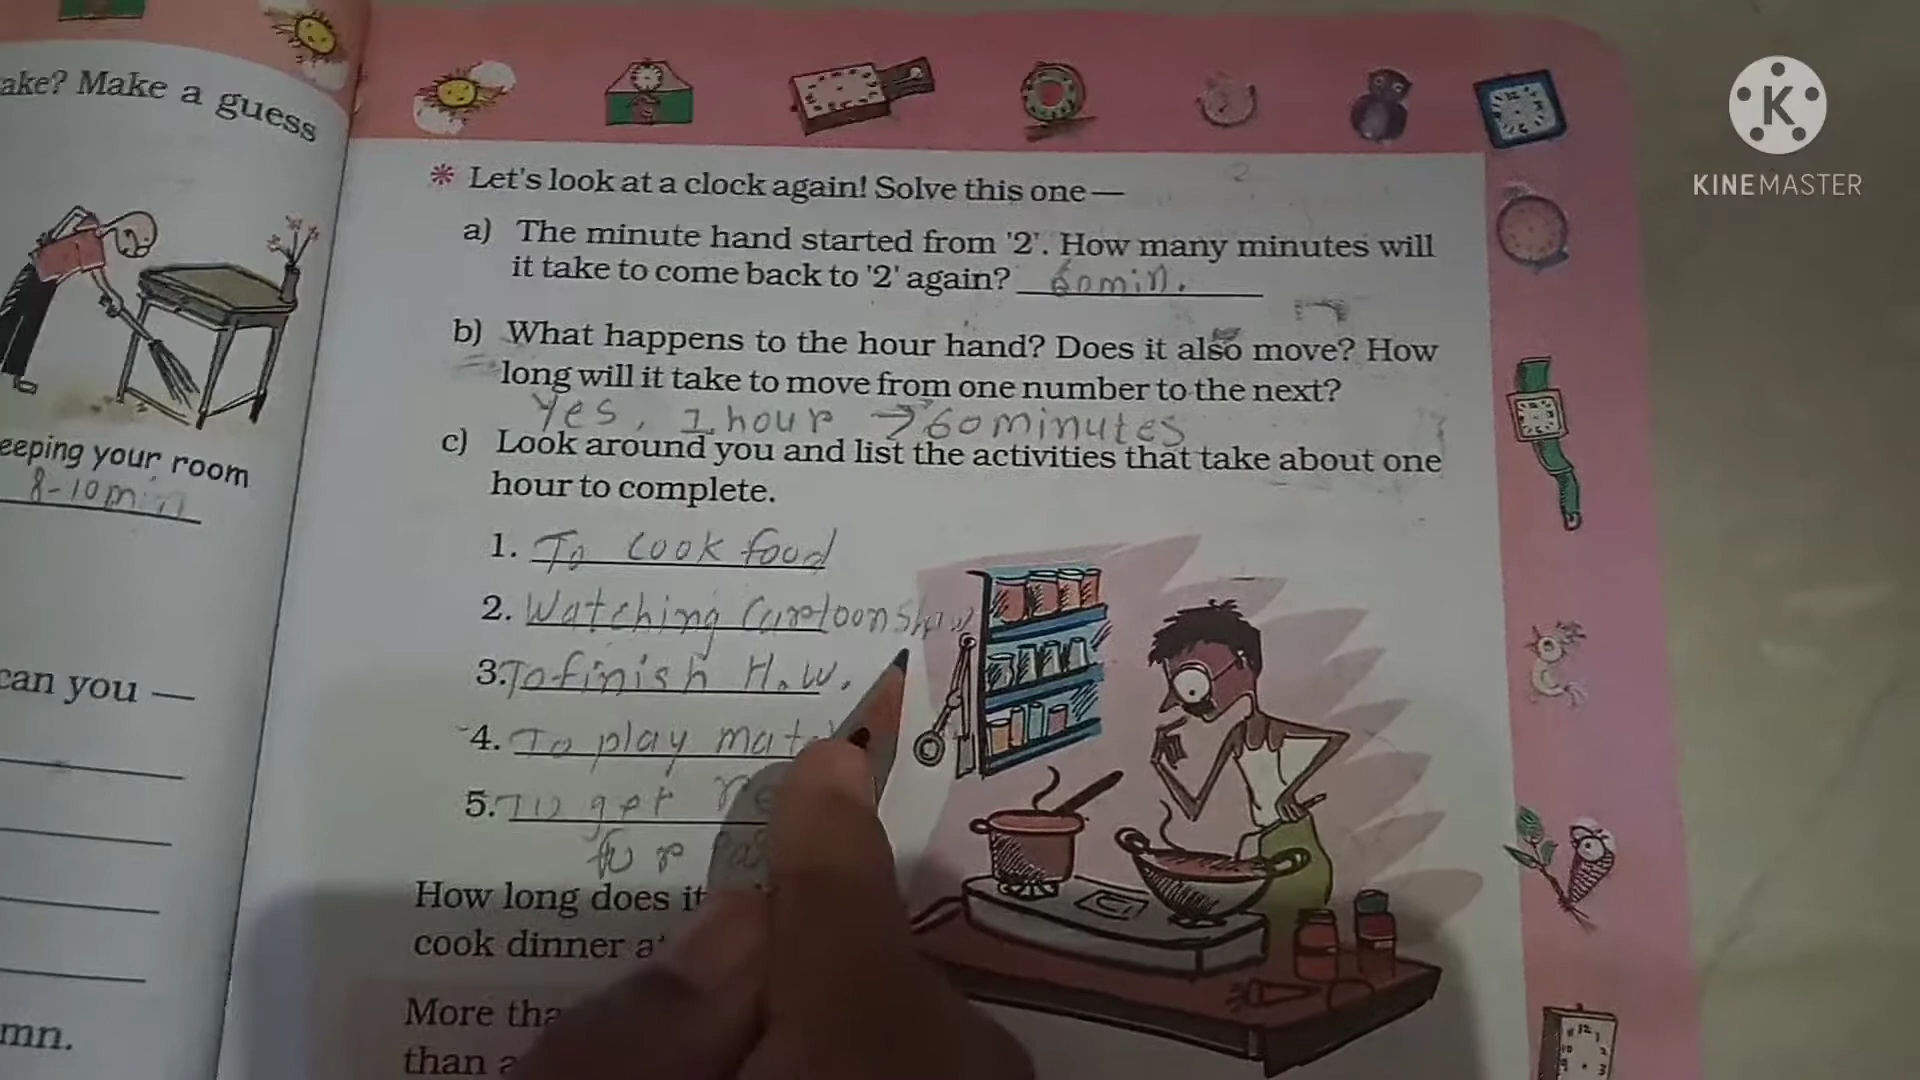 ake? Make a guess
eeping your room
8-10 min
can you —
mn.
* Let's look at a clock again! Solve this one —
a) The minute hand started from '2'. How many minutes will
it take to come back to '2' again? 60 min.
b) What happens to the hour hand? Does it also move? How
long will it take to move from one number to the next?
Yes, 1 hour → 60 minutes
c) Look around you and list the activities that take about one
hour to complete.
1. To cook food
2. Watching Cartoon Show
3. To finish H.W.
4. To play
5. To get
for
How long does it
cook dinner
More
than
KINEMASTER